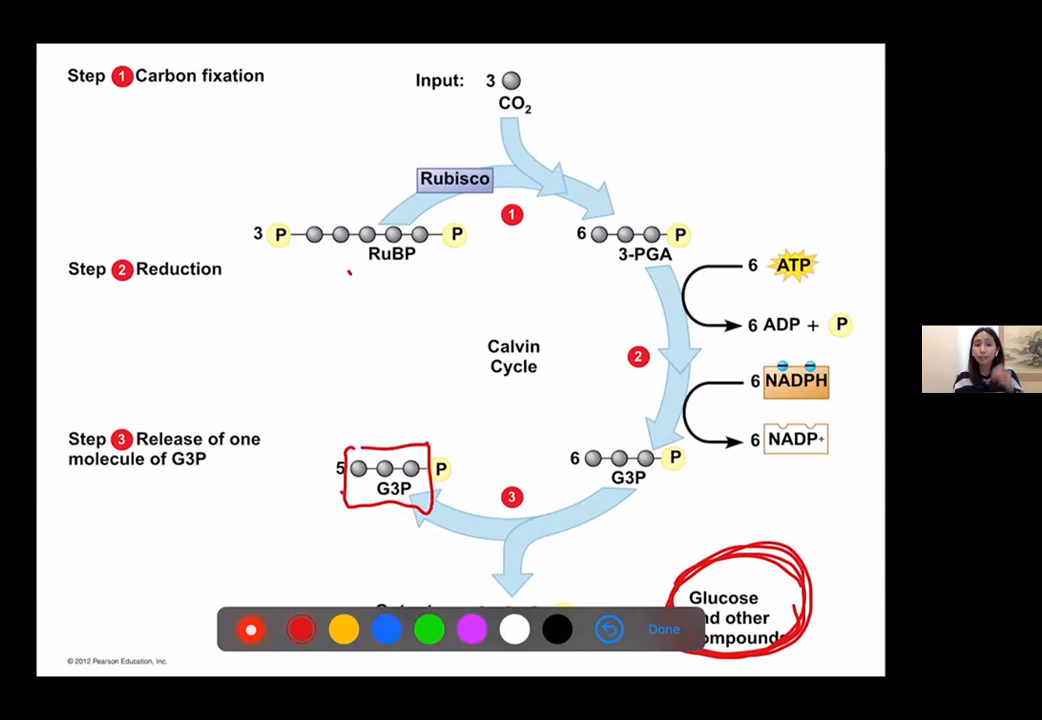 Step 1 Carbon fixation
Input: 3
CO2
Rubisco
1
3 P P
RuBP
6 P
3-PGA
Step 2 Reduction
6 ATP
6 ADP + P
Calvin
Cycle
2
6 NADPH
6 NADP+
Step 3 Release of one
molecule of G3P
5 P
G3P
6 P
G3P
3
Glucose
and other
compounds
Done
© 2012 Pearson Education, Inc.